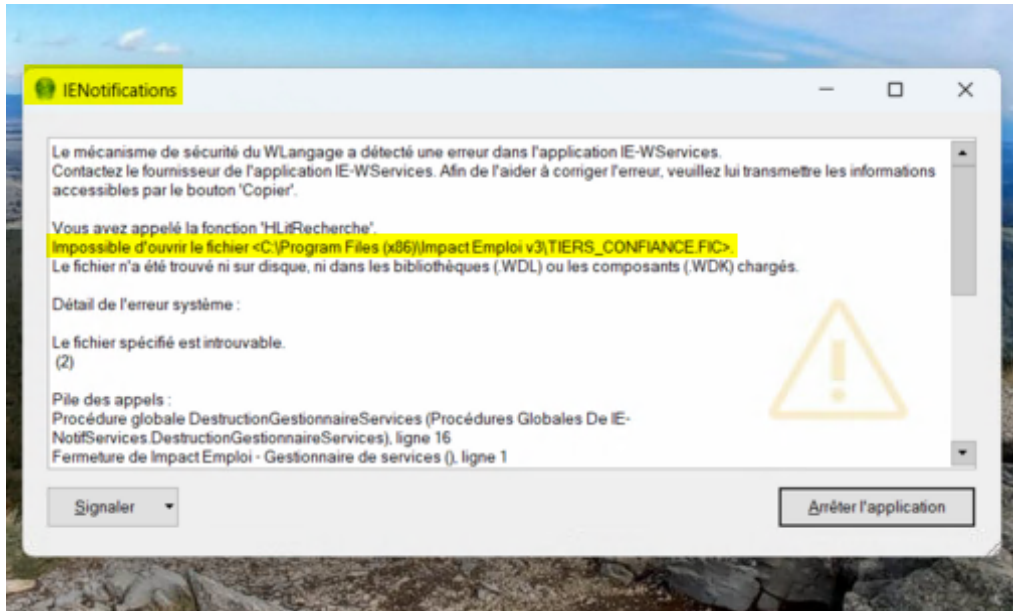 IENotifications
Le mécanisme de sécurité du WLangage a détecté une erreur dans l'application IE-WServices.
Contactez le fournisseur de l'application IE-WServices. Afin de l'aider à corriger l'erreur, veuillez lui transmettre les informations
accessibles par le bouton 'Copier'.
Vous avez appelé la fonction 'HLitRecherche'.
Impossible d'ouvrir le fichier <C:\Program Files (x86)\Impact Emploi v3\TIERS_CONFIANCE.FIC>.
Le fichier n'a été trouvé ni sur disque, ni dans les bibliothèques (.WDL) ou les composants (.WDK) chargés.
Détail de l'erreur système :
Le fichier spécifié est introuvable.
(2)
Pile des appels :
Procédure globale DestructionGestionnaireServices (Procédures Globales De IE-
NotifServices.DestructionGestionnaireServices), ligne 16
Fermeture de Impact Emploi - Gestionnaire de services (), ligne 1
Signaler
Arrêter l'application